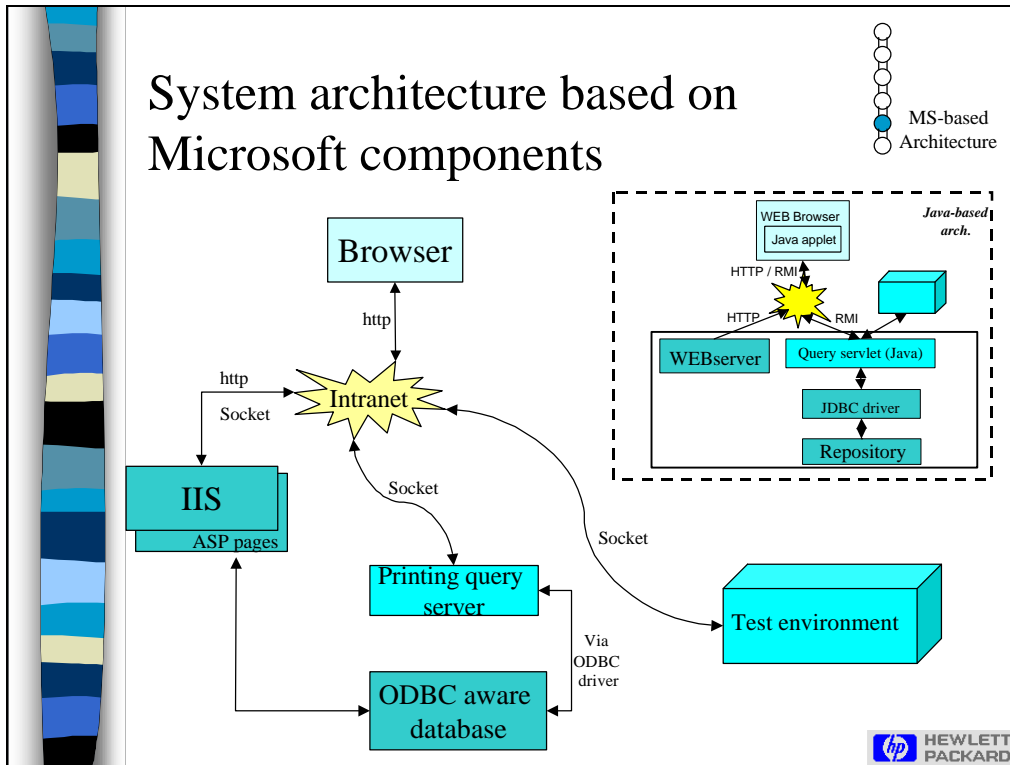 System architecture based on
Microsoft components
MS-based
Architecture
Browser
http
http
Socket
Intranet
IIS
ASP pages
Socket
Printing query
server
Via
ODBC
driver
ODBC aware
database
Socket
Test environment
Java-based
arch.
WEB Browser
Java applet
HTTP / RMI
HTTP
RMI
WEBserver
Query servlet (Java)
JDBC driver
Repository
hp HEWLETT
PACKARD